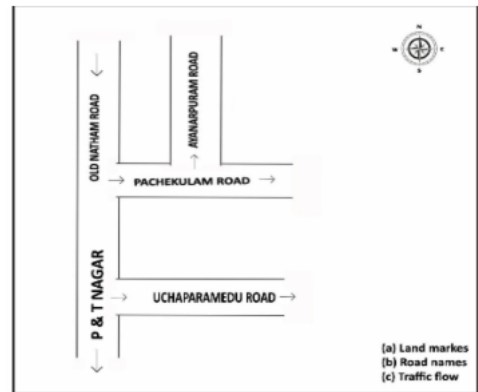 N
W E
S
OLD NATHAM ROAD
AYANARPURAM ROAD
PACHEKULAM ROAD
P & T NAGAR
UCHAPARAMEDU ROAD
(a) Land markes
(b) Road names
(c) Traffic flow